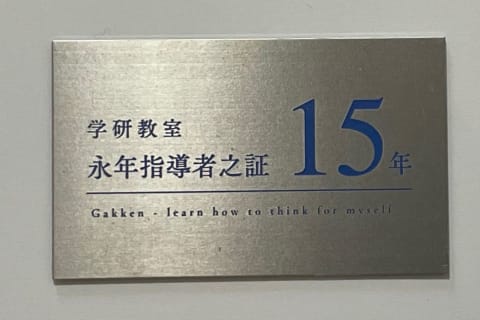 学研教室
永年指導者之証 15年
Gakken - learn how to think for myself